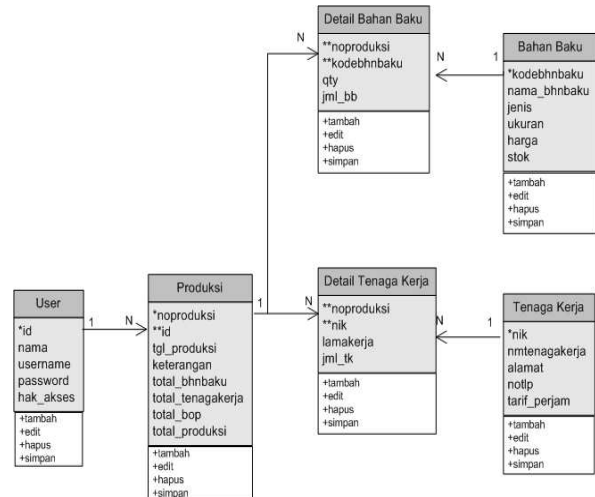 Detail Bahan Baku
**noproduksi
**kodebhnbaku
qty
jml_bb
+tambah
+edit
+hapus
+simpan
Bahan Baku
*kodebhnbaku
nama_bhnbaku
jenis
ukuran
harga
stok
+tambah
+edit
+hapus
+simpan
N
N
1
User
*id
nama
username
password
hak_akses
+tambah
+edit
+hapus
+simpan
1
N
Produksi
*noproduksi
**id
tgl_produksi
keterangan
total_bhnbaku
total_tenagakerja
total_bop
total_produksi
+tambah
+edit
+hapus
+simpan
1
N
Detail Tenaga Kerja
**noproduksi
**nik
lamakerja
jml_tk
+tambah
+edit
+hapus
+simpan
N
1
Tenaga Kerja
*nik
nmtenagakerja
alamat
notlp
tarif_perjam
+tambah
+edit
+hapus
+simpan